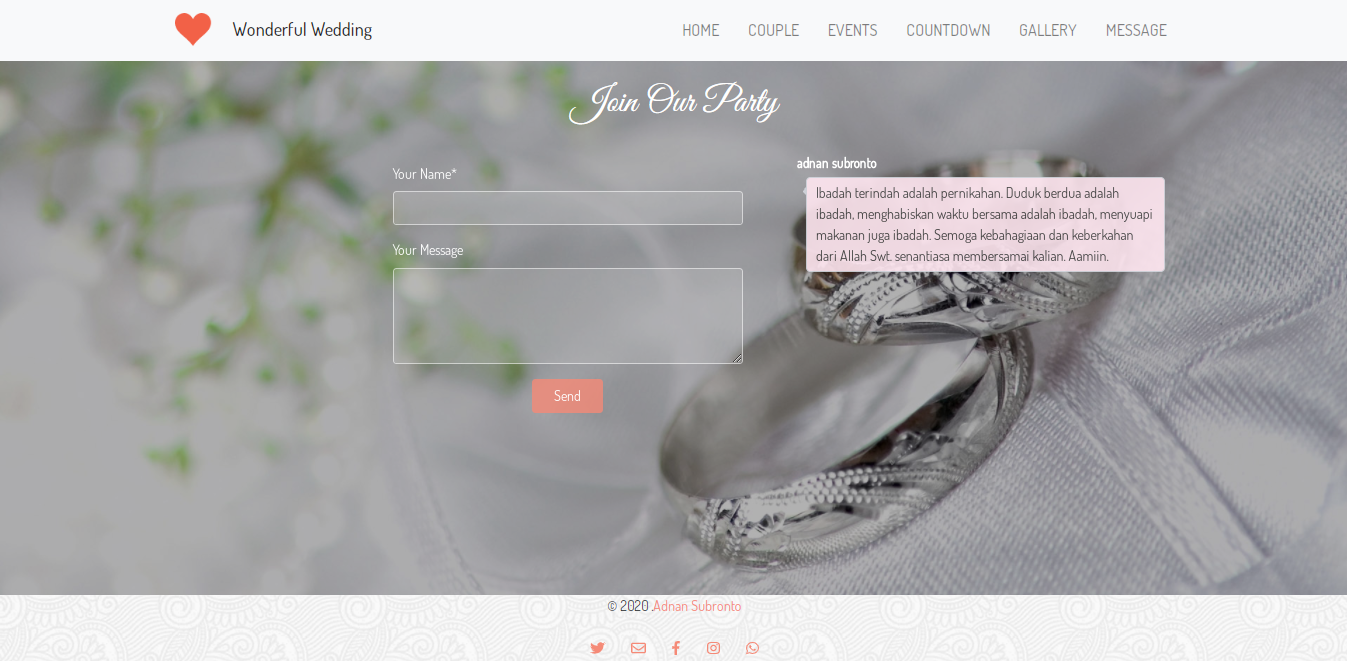 Wonderful Wedding
HOME COUPLE EVENTS COUNTDOWN GALLERY MESSAGE
Join Our Party
Your Name*
Your Message
Send
adnan subronto
Ibadah terindah adalah pernikahan. Duduk berdua adalah
ibadah, menghabiskan waktu bersama adalah ibadah, menyuapi
makanan juga ibadah. Semoga kebahagiaan dan keberkahan
dari Allah Swt. senantiasa membersamai kalian. Aamiin.
© 2020 .Adnan Subronto